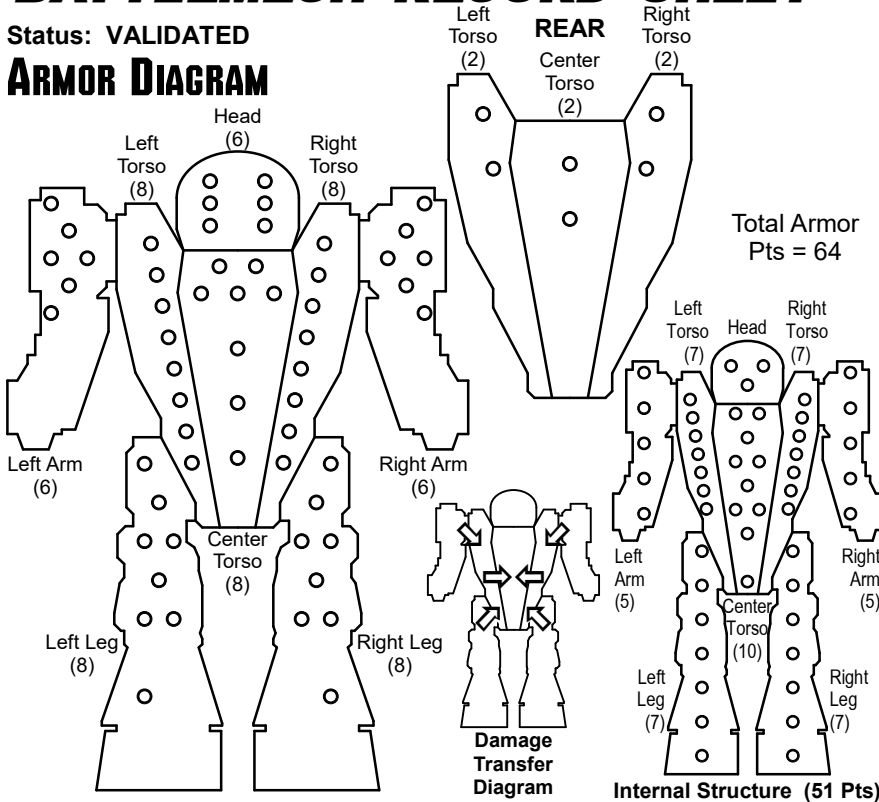 BATTLEMECH RECORD SHEET
Status: VALIDATED
ARMOR DIAGRAM
Head
(6)
Left
Torso
(8)
Right
Torso
(8)
Left Arm
(6)
Right Arm
(6)
Center
Torso
(8)
Left Leg
(8)
Right Leg
(8)
Left
Torso
(2)
REAR
Center
Torso
(2)
Right
Torso
(2)
Total Armor
Pts = 64
Left
Torso
(7)
Head
Right
Torso
(7)
Left
Arm
(5)
Right
Arm
(5)
Center
Torso
(10)
Left
Leg
(7)
Right
Leg
(7)
Damage
Transfer
Diagram
Internal Structure (51 Pts)